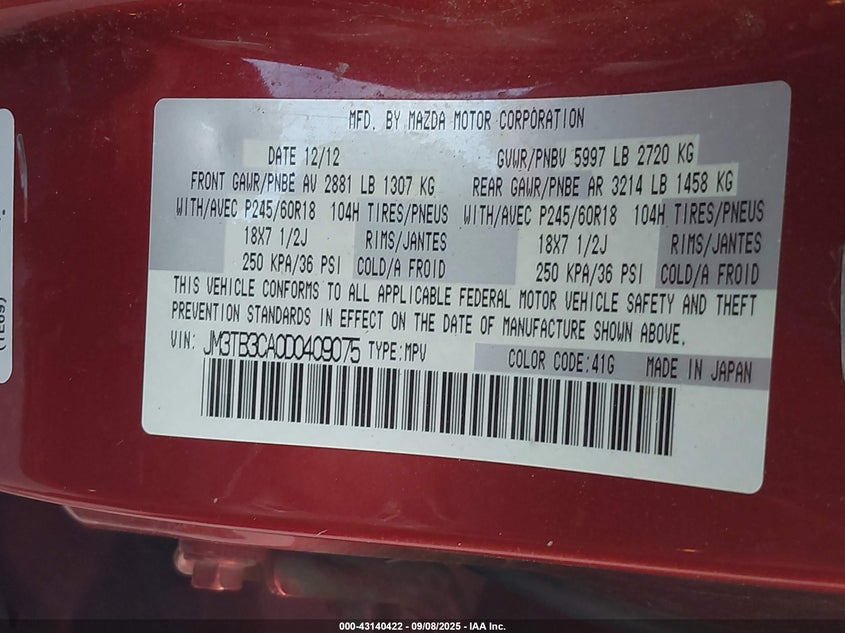 MFD. BY MAZDA MOTOR CORPORATION
DATE 12/12 GVWR/PNBV 5997 LB 2720 KG
FRONT GAWR/PNBE AV 2881 LB 1307 KG REAR GAWR/PNBE AR 3214 LB 1458 KG
WITH/AVEC P245/60R18 104H TIRES/PNEUS WITH/AVEC P245/60R18 104H TIRES/PNEUS
18X7 1/2J RIMS/JANTES 18X7 1/2J RIMS/JANTES
250 KPA/36 PSI COLD/A FROID 250 KPA/36 PSI COLD/A FROID
THIS VEHICLE CONFORMS TO ALL APPLICABLE FEDERAL MOTOR VEHICLE SAFETY AND THEFT
PREVENTION STANDARDS IN EFFECT ON THE DATE OF MANUFACTURE SHOWN ABOVE.
VIN: JM3TB3CA0D0409075 TYPE:MPV
COLOR CODE:41G MADE IN JAPAN
(TE69)
000-43140422 - 09/08/2025 - IAA Inc.